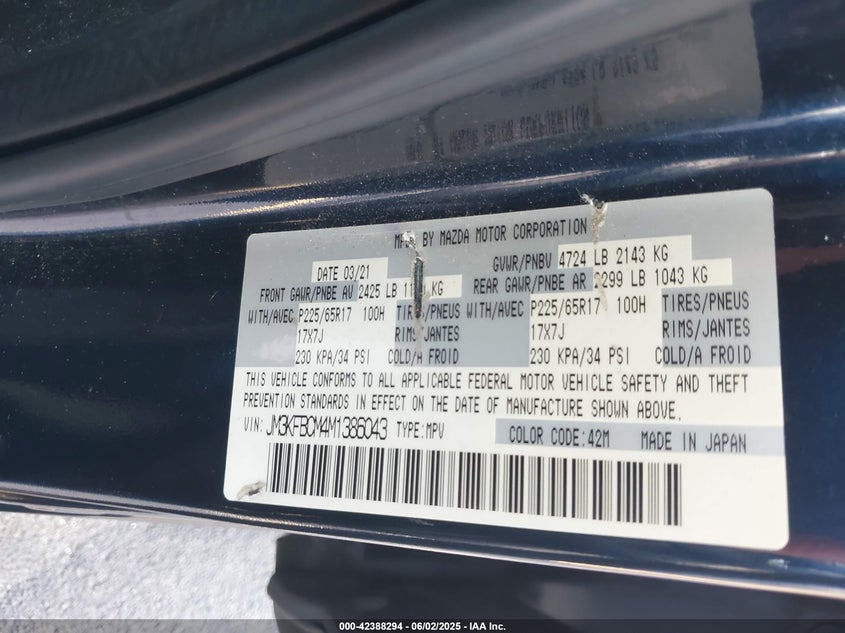 MFD BY MAZDA MOTOR CORPORATION
DATE 03/21 GVWR/PNBV 4724 LB 2143 KG
FRONT GAWR/PNBE AV 2425 LB KG REAR GAWR/PNBE AR 2299 LB 1043 KG
WITH/AVEC P225/65R17 100H TIRES/PNEUS WITH/AVEC P225/65R17 100H TIRES/PNEUS
17X7J RIMS/JANTES 17X7J RIMS/JANTES
230 KPA/34 PSI COLD/A FROID 230 KPA/34 PSI COLD/A FROID
THIS VEHICLE CONFORMS TO ALL APPLICABLE FEDERAL MOTOR VEHICLE SAFETY AND THEFT
PREVENTION STANDARDS IN EFFECT ON THE DATE OF MANUFACTURE SHOWN ABOVE.
VIN: JM3KFBCM4M1386043 TYPE:MPV COLOR CODE:42M MADE IN JAPAN
000-42388294 - 06/02/2025 - IAA Inc.